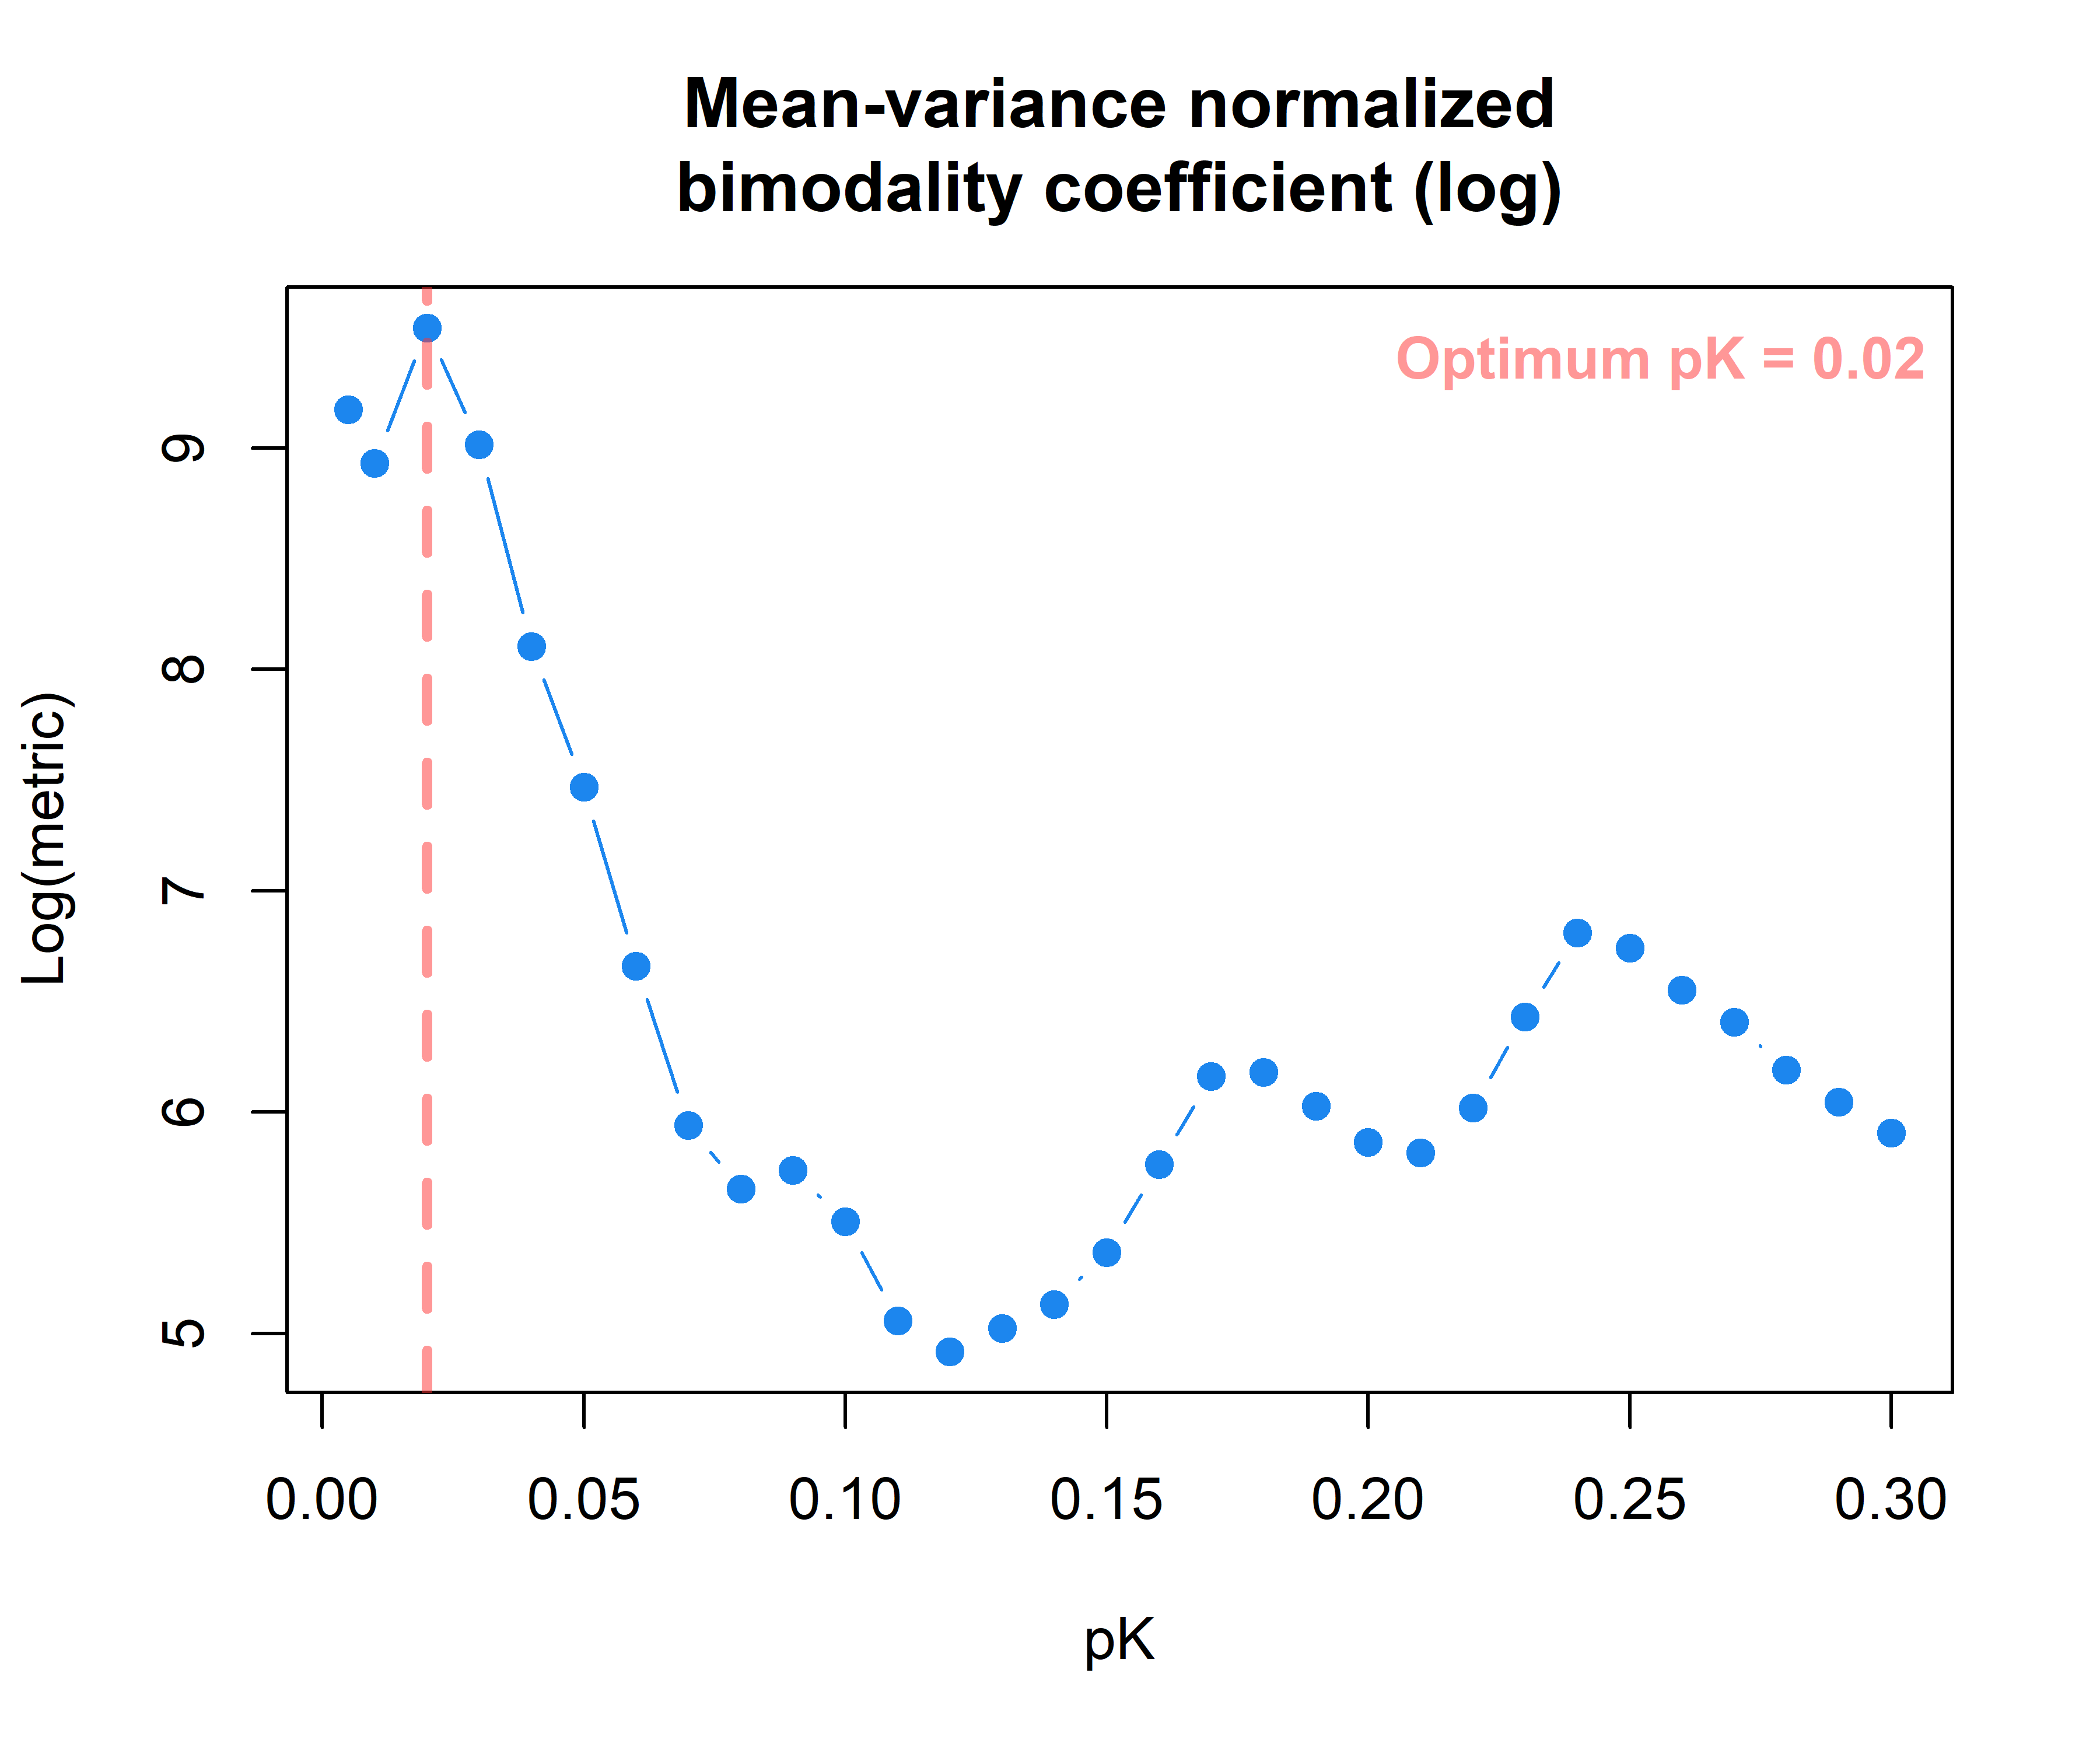 Mean-variance normalized
bimodality coefficient (log)
Optimum pK = 0.02
Log(metric)
9
8
7
6
5
0.00 0.05 0.10 0.15 0.20 0.25 0.30
pK